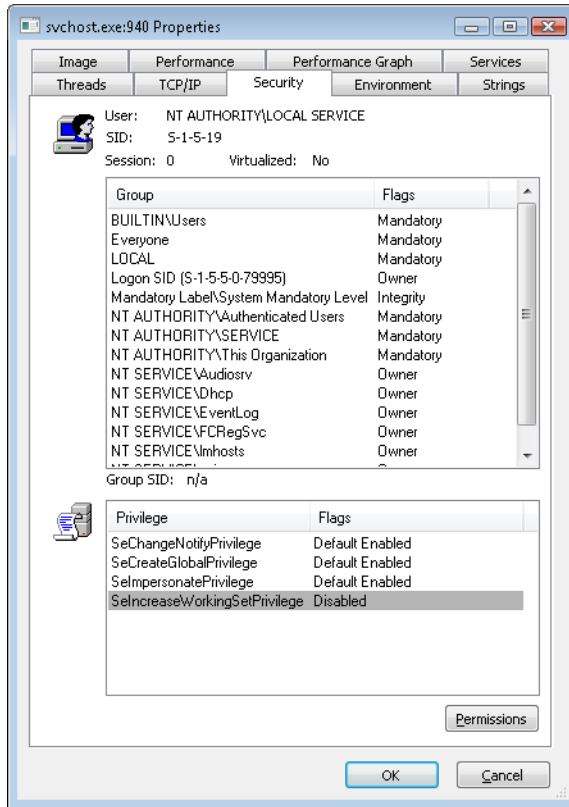 svchost.exe:940 Properties
Image Performance Performance Graph Services
Threads TCP/IP Security Environment Strings
User: NT AUTHORITY\LOCAL SERVICE
SID: S-1-5-19
Session: 0 Virtualized: No
Group Flags
BUILTIN\Users Mandatory
Everyone Mandatory
LOCAL Mandatory
Logon SID (S-1-5-5-0-79995) Owner
Mandatory Label\System Mandatory Level Integrity
NT AUTHORITY\Authenticated Users Mandatory
NT AUTHORITY\SERVICE Mandatory
NT AUTHORITY\This Organization Mandatory
NT SERVICE\Audiosrv Owner
NT SERVICE\Dhcp Owner
NT SERVICE\EventLog Owner
NT SERVICE\FCRegSvc Owner
NT SERVICE\lmhosts Owner
Group SID: n/a
Privilege Flags
SeChangeNotifyPrivilege Default Enabled
SeCreateGlobalPrivilege Default Enabled
SeImpersonatePrivilege Default Enabled
SeIncreaseWorkingSetPrivilege Disabled
Permissions
OK Cancel